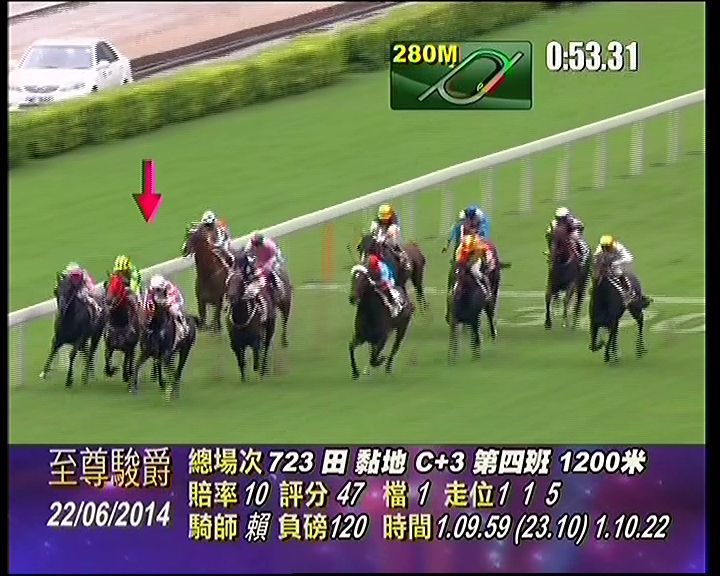 280M 0:53.31
至尊駿爵 總場次 723 田 黏地 C+3 第四班 1200米
賠率 10 評分 47 檔 1 走位 1 1 5
22/06/2014 騎師 賴 負磅 120 時間 1.09.59 (23.10) 1.10.22